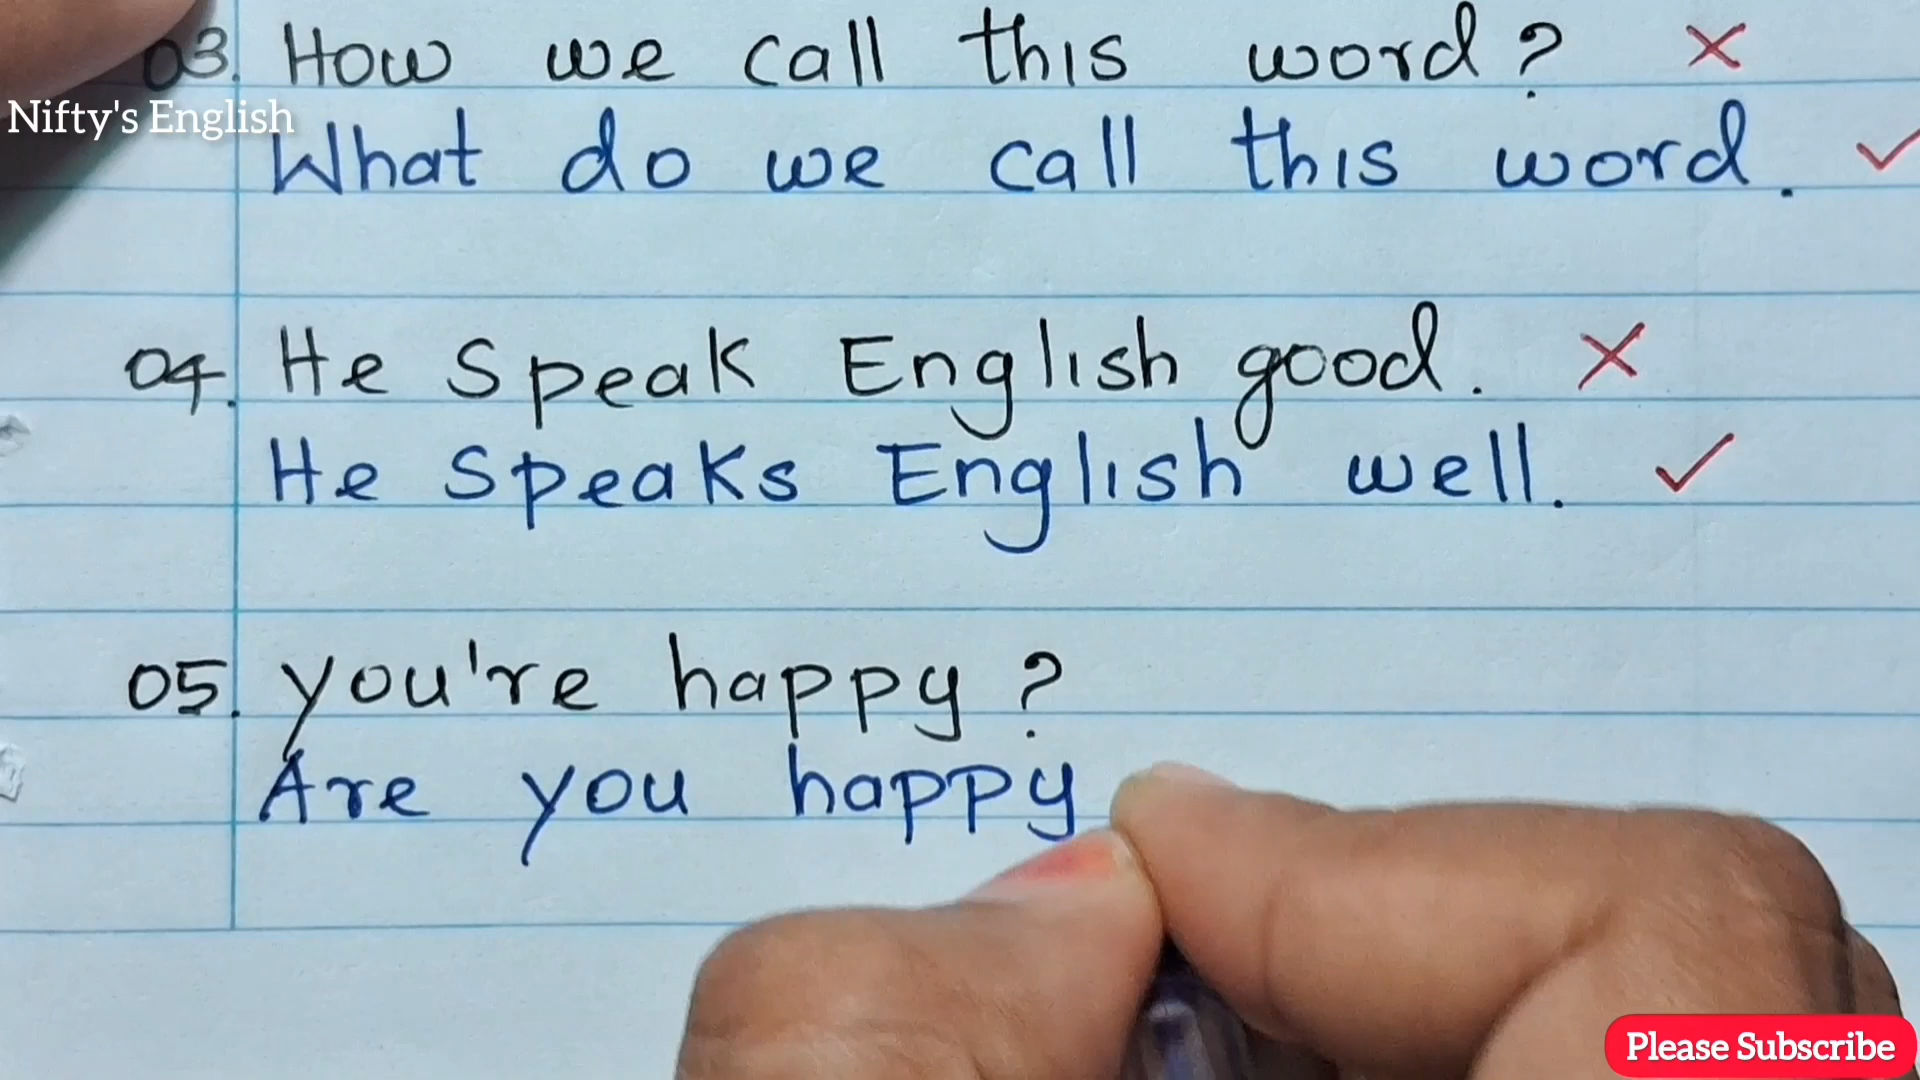 03. How we call this word? ✗
Nifty's English
What do we call this word. ✓
04. He Speak English good. ✗
He Speaks English well. ✓
05. you're happy?
Are you happy
Please Subscribe